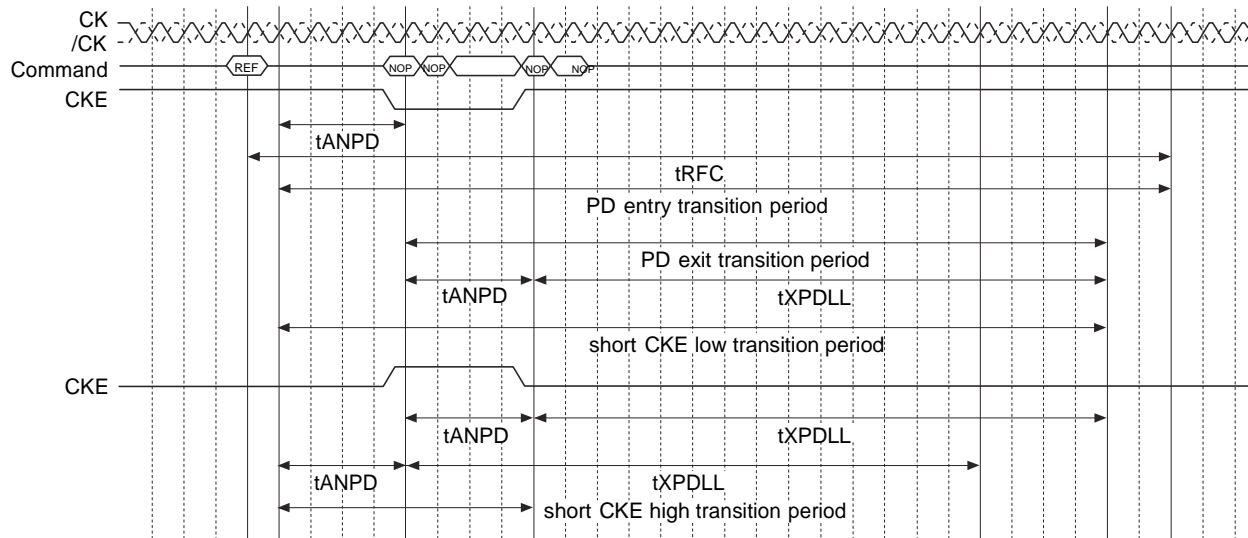 CK
/CK
Command
REF
NOP
NOP
NOP
NOP
CKE
tANPD
tRFC
PD entry transition period
PD exit transition period
tANPD
tXPDLL
short CKE low transition period
CKE
tANPD
tXPDLL
tANPD
tXPDLL
short CKE high transition period